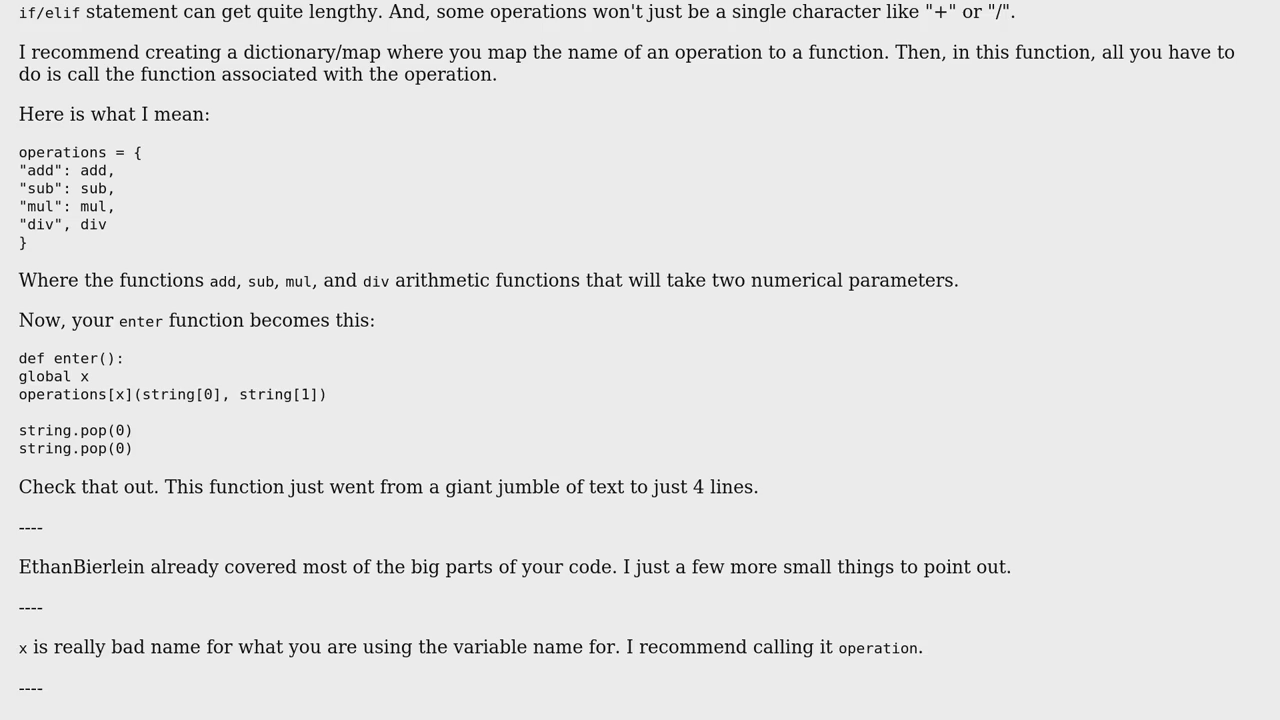 if/elif statement can get quite lengthy. And, some operations won't just be a single character like "+" or "/".
I recommend creating a dictionary/map where you map the name of an operation to a function. Then, in this function, all you have to
do is call the function associated with the operation.
Here is what I mean:
operations = {
"add": add,
"sub": sub,
"mul": mul,
"div", div
}
Where the functions add, sub, mul, and div arithmetic functions that will take two numerical parameters.
Now, your enter function becomes this:
def enter():
global x
operations[x](string[0], string[1])
string.pop(0)
string.pop(0)
Check that out. This function just went from a giant jumble of text to just 4 lines.
----
EthanBierlein already covered most of the big parts of your code. I just a few more small things to point out.
----
x is really bad name for what you are using the variable name for. I recommend calling it operation.
----